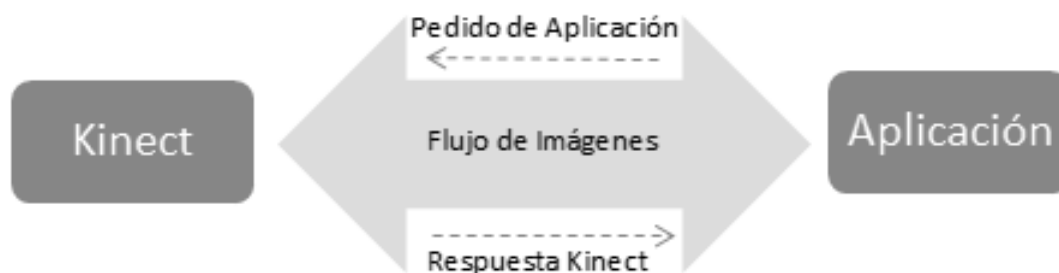 Pedido de Aplicación
Kinect
Flujo de Imágenes
Aplicación
Respuesta Kinect